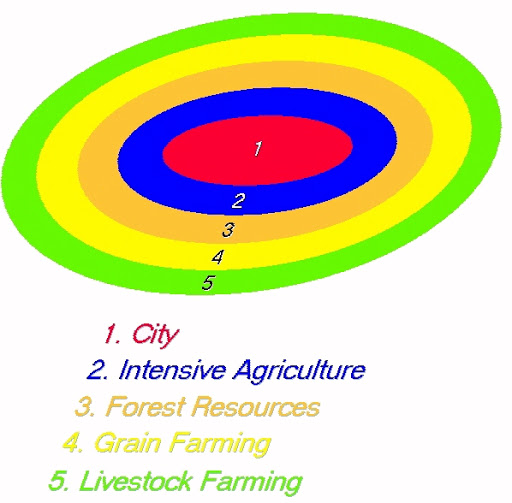 1
2
3
4
5
1. City
2. Intensive Agriculture
3. Forest Resources
4. Grain Farming
5. Livestock Farming